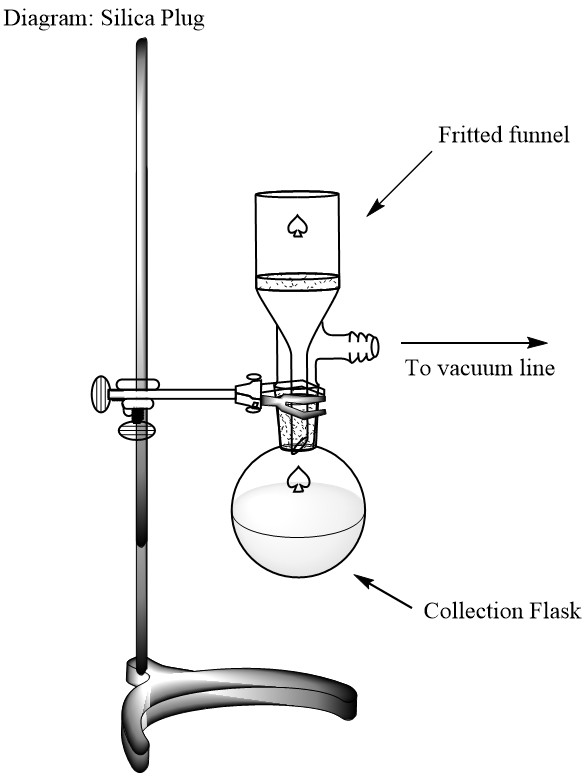 Diagram: Silica Plug
Fritted funnel
To vacuum line
Collection Flask